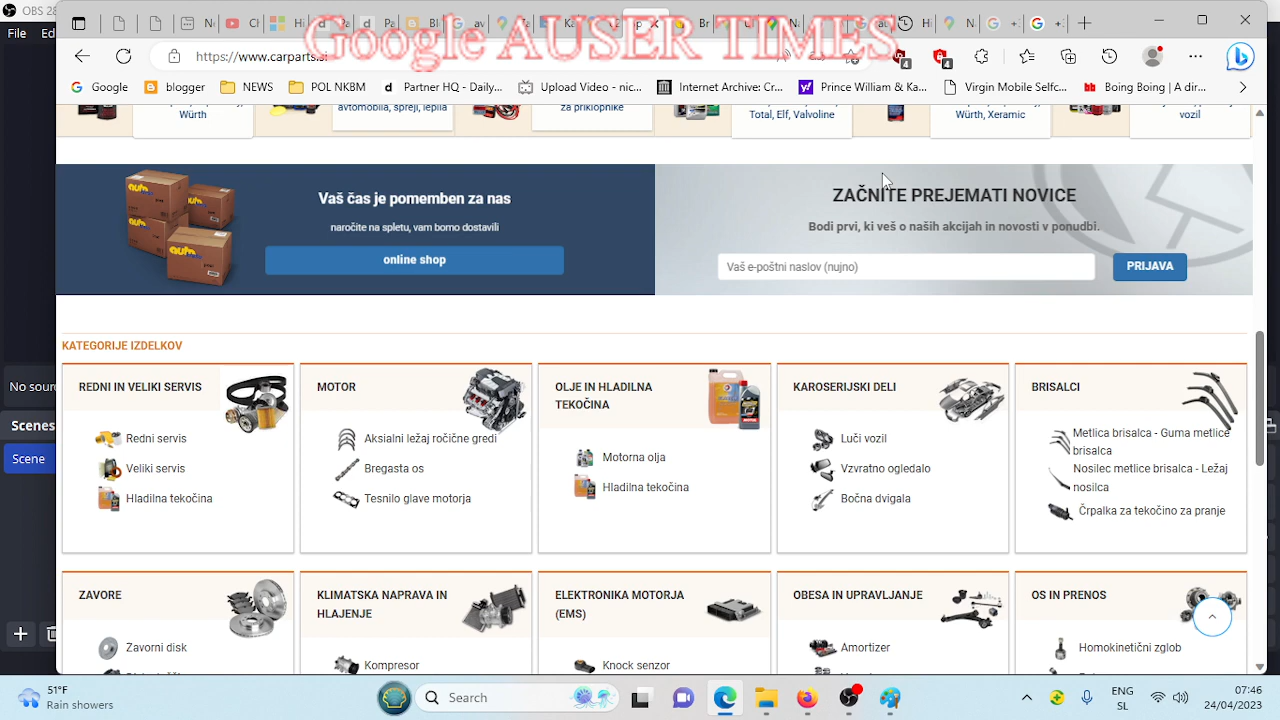 OBS 28
File
Google AUSER TIMES
https://www.carparts.si
4
4
Google
blogger
NEWS
POL NKBM
Partner HQ - Daily...
Upload Video - nic...
Internet Archive: C...
Prince William & Ka...
Virgin Mobile Selfc...
Boing Boing | A dir...
Würth
avtomobila, spreji, lepila
za priklopnike
Total, Elf, Valvoline
Würth, Xeramic
vozil
Vaš čas je pomemben za nas
naročite na spletu, vam bomo dostavili
online shop
ZAČNITE PREJEMATI NOVICE
Bodi prvi, ki veš o naših akcijah in novosti v ponudbi.
Vaš e-poštni naslov (nujno)
PRIJAVA
KATEGORIJE IZDELKOV
REDNI IN VELIKI SERVIS
Redni servis
Veliki servis
Hladilna tekočina
MOTOR
Aksialni ležaj ročične gredi
Bregasta os
Tesnilo glave motorja
OLJE IN HLADILNA
TEKOČINA
Motorna olja
Hladilna tekočina
KAROSERIJSKI DELI
Luči vozil
Vzvratno ogledalo
Bočna dvigala
BRISALCI
Metlica brisalca - Guma metlice
brisalca
Nosilec metlice brisalca - Ležaj
nosilca
Črpalka za tekočino za pranje
No sour
Scenes
Scene
ZAVORE
Zavorni disk
KLIMATSKA NAPRAVA IN
HLAJENJE
Kompresor
ELEKTRONIKA MOTORJA
(EMS)
Knock senzor
OBESA IN UPRAVLJANJE
Amortizer
OS IN PRENOS
Homokinetični zglob
51°F
Rain showers
Search
ENG
SL
07:46
24/04/2023